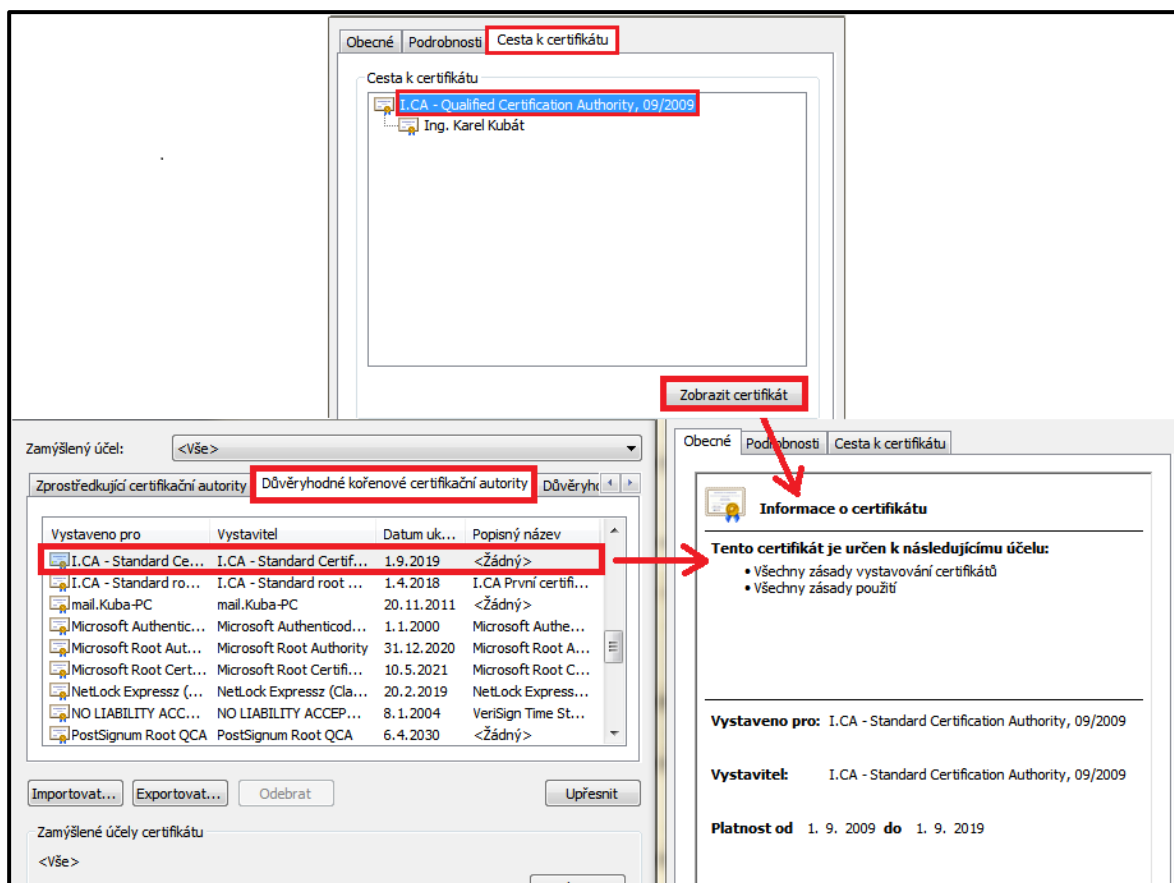 Obecné Podrobnosti Cesta k certifikátu
Cesta k certifikátu
I.CA - Qualified Certification Authority, 09/2009
Ing. Karel Kubát
Zobrazit certifikát
Zamýšlený účel: <Vše>
Zprostředkující certifikační autority Důvěryhodné kořenové certifikační autority Důvěryho
Vystaveno pro Vystavitel Datum uk... Popisný název
I.CA - Standard Ce... I.CA - Standard Certif... 1.9.2019 <Žádný>
I.CA - Standard ro... I.CA - Standard root ... 1.4.2018 I.CA První certifi...
mail.Kuba-PC mail.Kuba-PC 20.11.2011 <Žádný>
Microsoft Authentic... Microsoft Authenticod... 1.1.2000 Microsoft Authe...
Microsoft Root Aut... Microsoft Root Authority 31.12.2020 Microsoft Root A...
Microsoft Root Cert... Microsoft Root Certifi... 10.5.2021 Microsoft Root C...
NetLock Expressz (... NetLock Expressz (Cla... 20.2.2019 NetLock Express...
NO LIABILITY ACC... NO LIABILITY ACCEP... 8.1.2004 VeriSign Time St...
PostSignum Root QCA PostSignum Root QCA 6.4.2030 <Žádný>
Importovat... Exportovat... Odebrat Upřesnit
Zamýšlené účely certifikátu
<Vše>
Obecné Podrobnosti Cesta k certifikátu
Informace o certifikátu
Tento certifikát je určen k následujícímu účelu:
• Všechny zásady vystavování certifikátů
• Všechny zásady použití
Vystaveno pro: I.CA - Standard Certification Authority, 09/2009
Vystavitel: I.CA - Standard Certification Authority, 09/2009
Platnost od 1. 9. 2009 do 1. 9. 2019